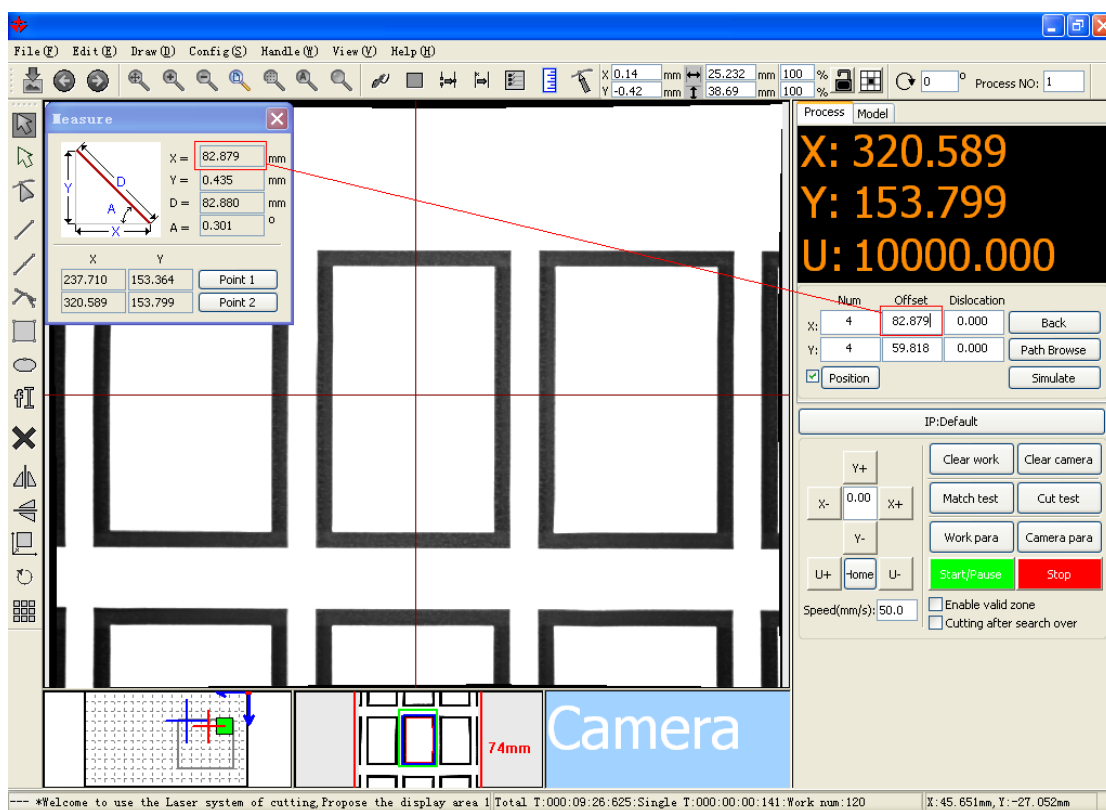 File(F) Edit(E) Draw(D) Config(S) Handle(W) View(V) Help(H)
X 0.14 mm 25.232 mm 100 %
Y -0.42 mm 38.69 mm 100 %
0 ° Process NO: 1
Measure
Y D A X
X = 82.879 mm
Y = 0.435 mm
D = 82.880 mm
A = 0.301 °
X Y
237.710 153.364 Point 1
320.589 153.799 Point 2
Process Model
X: 320.589
Y: 153.799
U: 10000.000
Num Offset Dislocation
X: 4 82.879 0.000 Back
Y: 4 59.818 0.000 Path Browse
Position Simulate
IP:Default
Y+
X- 0.00 X+
Y-
U+ Home U-
Speed(mm/s): 50.0
Clear work Clear camera
Match test Cut test
Work para Camera para
Start/Pause Stop
Enable valid zone
Cutting after search over
74mm
Camera
--- *Welcome to use the Laser system of cutting,Propose the display area 1 Total T:000:09:26:625:Single T:000:00:00:141:Work num:120 X:45.651mm,Y:-27.052mm